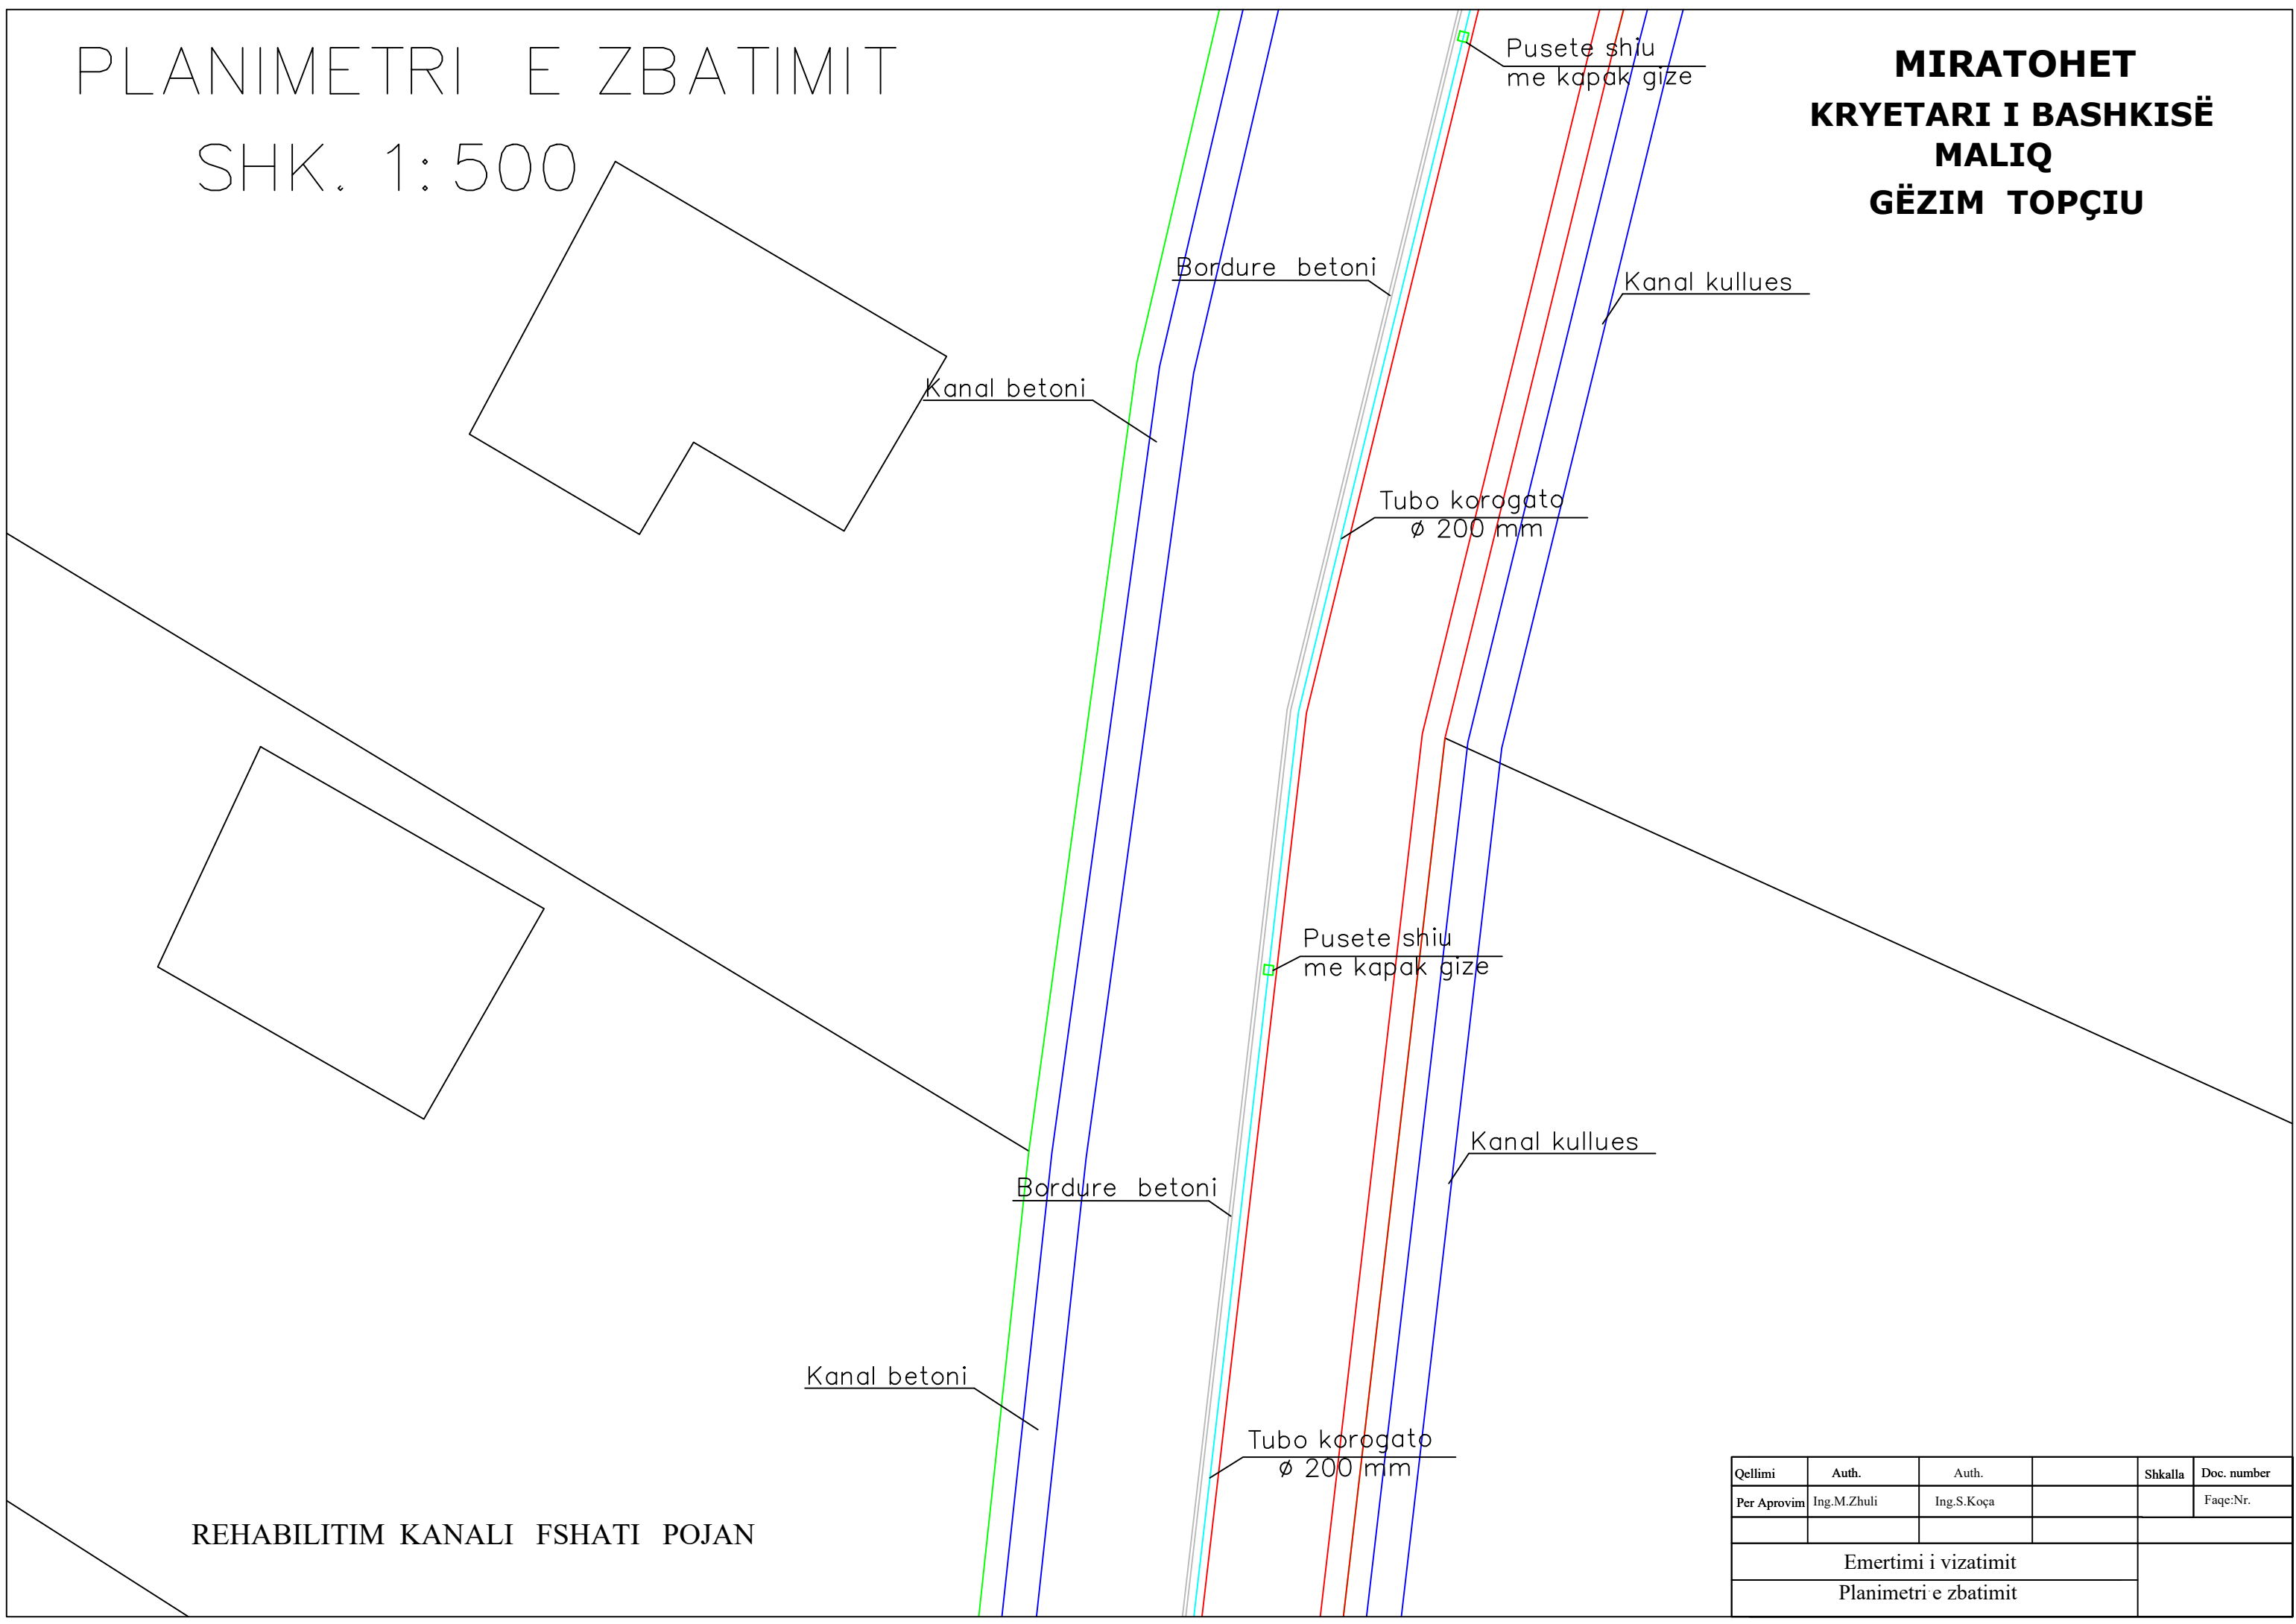 PLANIMETRI E ZBATIMIT
SHK. 1:500
MIRATOHET
KRYETARI I BASHKISË
MALIQ
GËZIM TOPÇIU
Pusete shiu
me kapak gize
Bordure betoni
Kanal kullues
Kanal betoni
Tubo korogato
ø 200 mm
Pusete shiu
me kapak gize
Kanal kullues
Bordure betoni
Kanal betoni
Tubo korogato
ø 200 mm
REHABILITIM KANALI FSHATI POJAN
Qellimi Auth. Auth. Shkalla Doc. number
Per Aprovim Ing.M.Zhuli Ing.S.Koça Faqe:Nr.
Emertimi i vizatimit
Planimetri e zbatimit